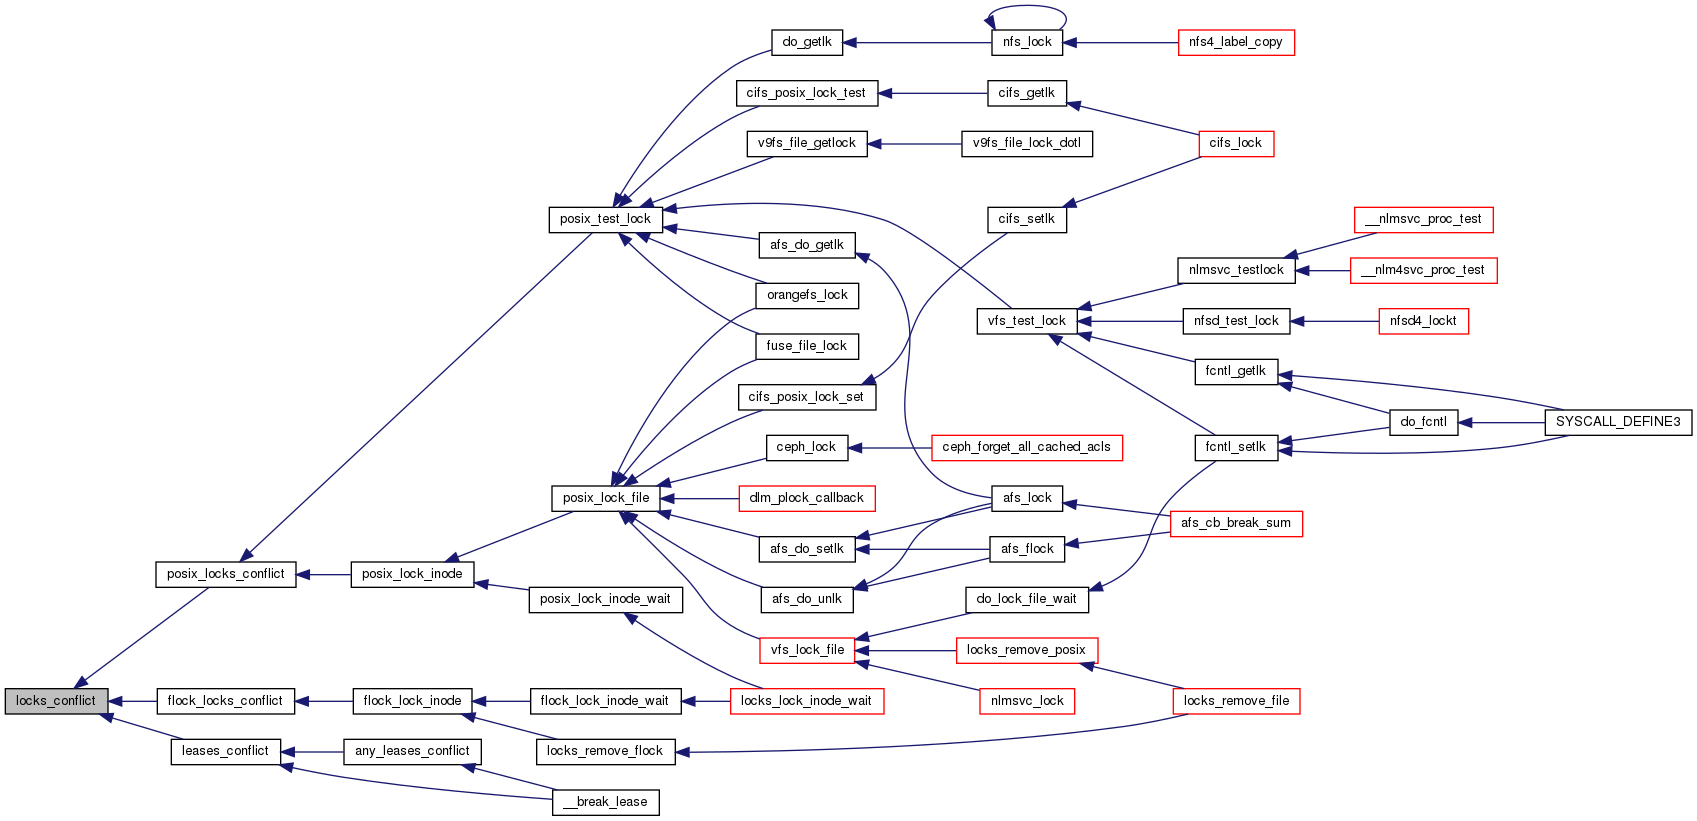 do_getlk
nfs_lock
nfs4_label_copy
cifs_posix_lock_test
cifs_getlk
v9fs_file_getlock
v9fs_file_lock_dotl
cifs_lock
posix_test_lock
cifs_setlk
__nlmsvc_proc_test
afs_do_getlk
nlmsvc_testlock
__nlm4svc_proc_test
orangefs_lock
vfs_test_lock
nfsd_test_lock
nfsd4_lockt
fuse_file_lock
fcntl_getlk
cifs_posix_lock_set
do_fcntl
SYSCALL_DEFINE3
ceph_lock
ceph_forget_all_cached_acls
fcntl_setlk
posix_lock_file
dlm_plock_callback
afs_lock
afs_cb_break_sum
afs_do_setlk
afs_flock
posix_locks_conflict
posix_lock_inode
posix_lock_inode_wait
afs_do_unlk
do_lock_file_wait
vfs_lock_file
locks_remove_posix
locks_conflict
flock_locks_conflict
flock_lock_inode
flock_lock_inode_wait
locks_lock_inode_wait
nlmsvc_lock
locks_remove_file
leases_conflict
any_leases_conflict
locks_remove_flock
__break_lease